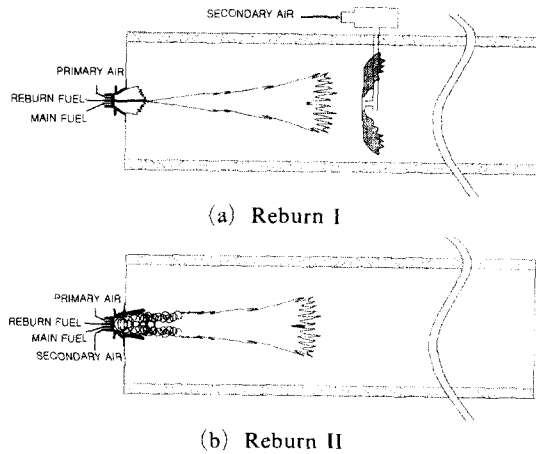 SECONDARY AIR
PRIMARY AIR
REBURN FUEL
MAIN FUEL
(a) Reburn I
PRIMARY AIR
REBURN FUEL
MAIN FUEL
SECONDARY AIR
(b) Reburn II